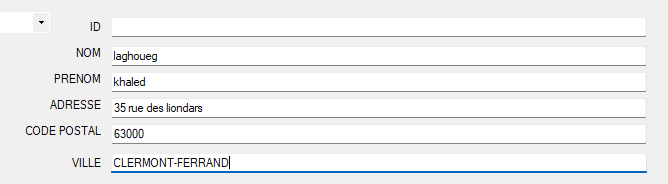 ID
NOM laghoueg
PRENOM khaled
ADRESSE 35 rue des liondars
CODE POSTAL 63000
VILLE CLERMONT-FERRAND